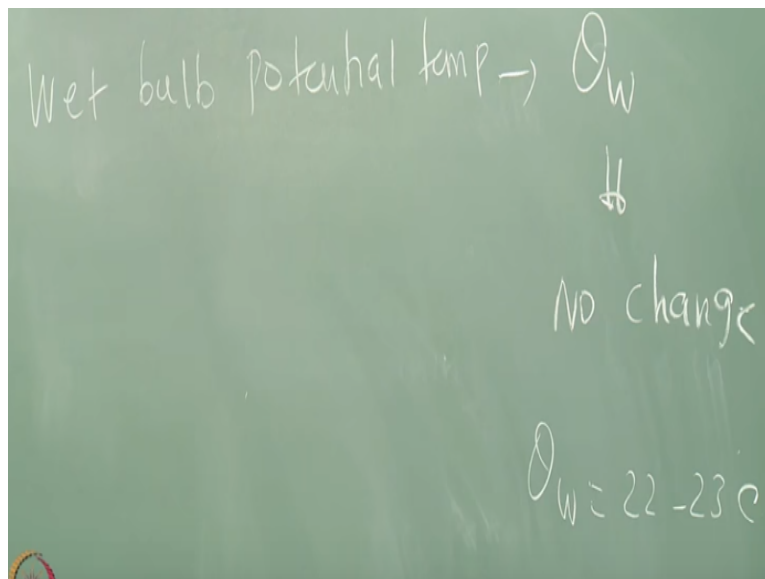 Wet bulb potential temp → θw
⇓
No change
θw = 22-23°C